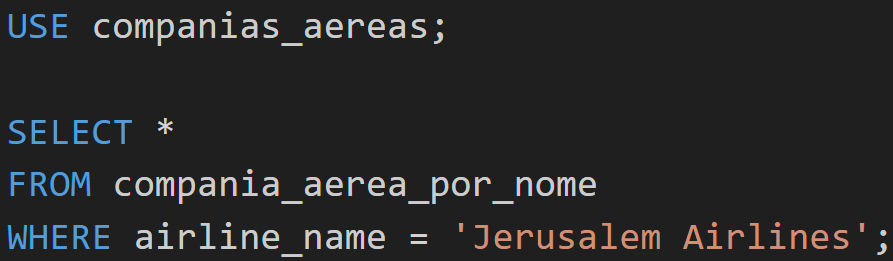 USE companias_aereas;
SELECT *
FROM compania_aerea_por_nome
WHERE airline_name = 'Jerusalem Airlines';